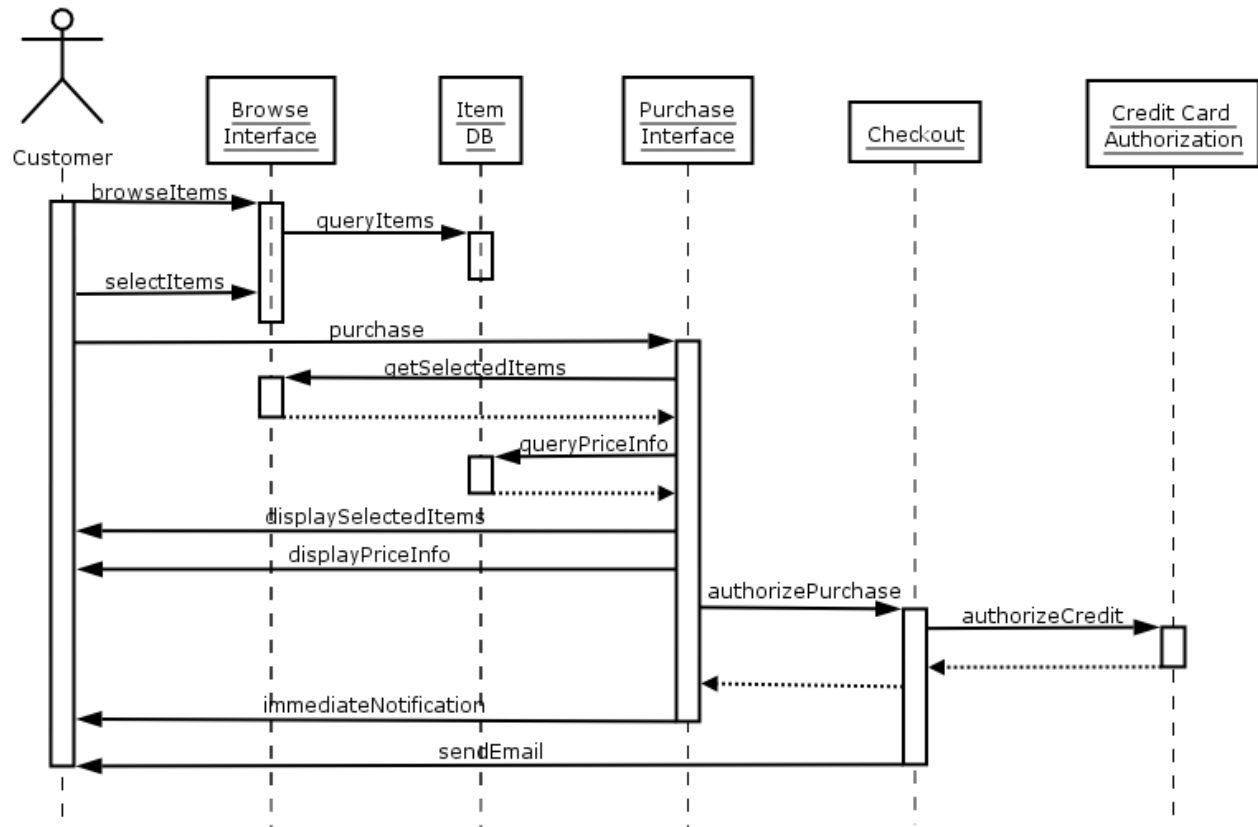 Browse
Interface
Item
DB
Purchase
Interface
Checkout
Credit Card
Authorization
Customer
browseItems
queryItems
selectItems
purchase
getSelectedItems
queryPriceInfo
displaySelectedItems
displayPriceInfo
authorizePurchase
authorizeCredit
immediateNotification
sendEmail